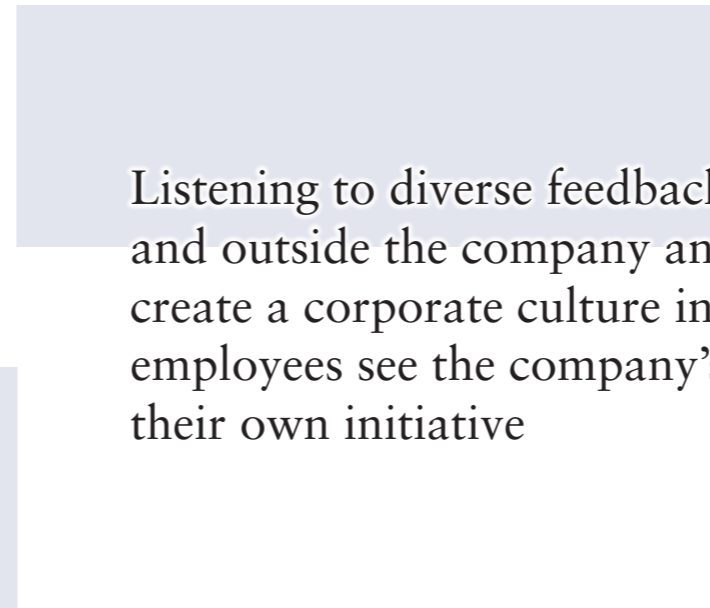 Listening to diverse feedbac
and outside the company an
create a corporate culture in
employees see the company’
their own initiative